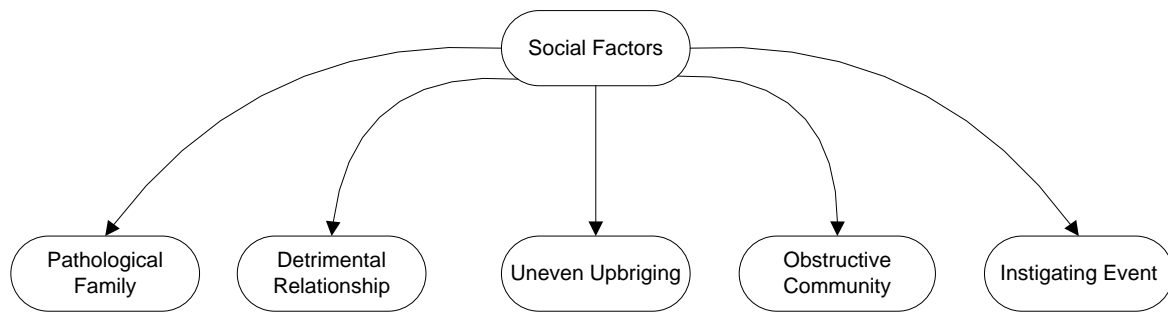 Social Factors
Pathological
Family
Detrimental
Relationship
Uneven Upbriging
Obstructive
Community
Instigating Event